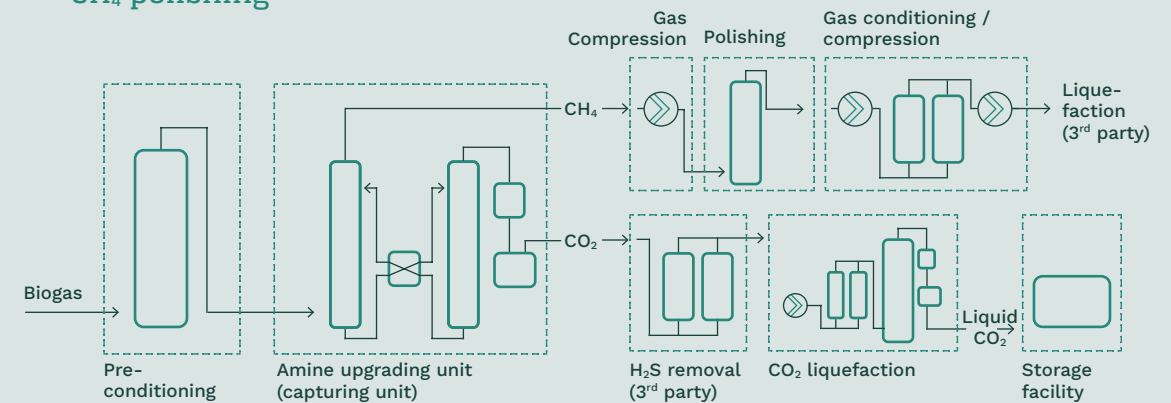 CH₄ polishing
Gas
Compression
Polishing
Gas conditioning /
compression
CH₄
Lique-
faction
(3rd party)
Biogas
CO₂
Liquid
CO₂
Pre-
conditioning
Amine upgrading unit
(capturing unit)
H₂S removal
(3rd party)
CO₂ liquefaction
Storage
facility